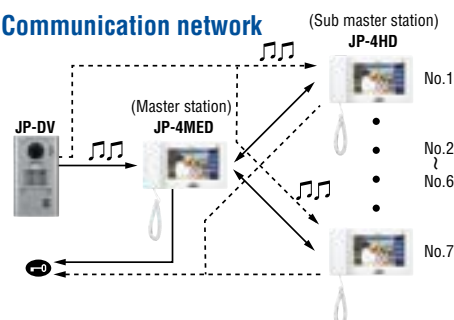 Communication network
(Sub master station)
JP-4HD
No.1
(Master station)
JP-4MED
JP-DV
No.2
~
No.6
No.7